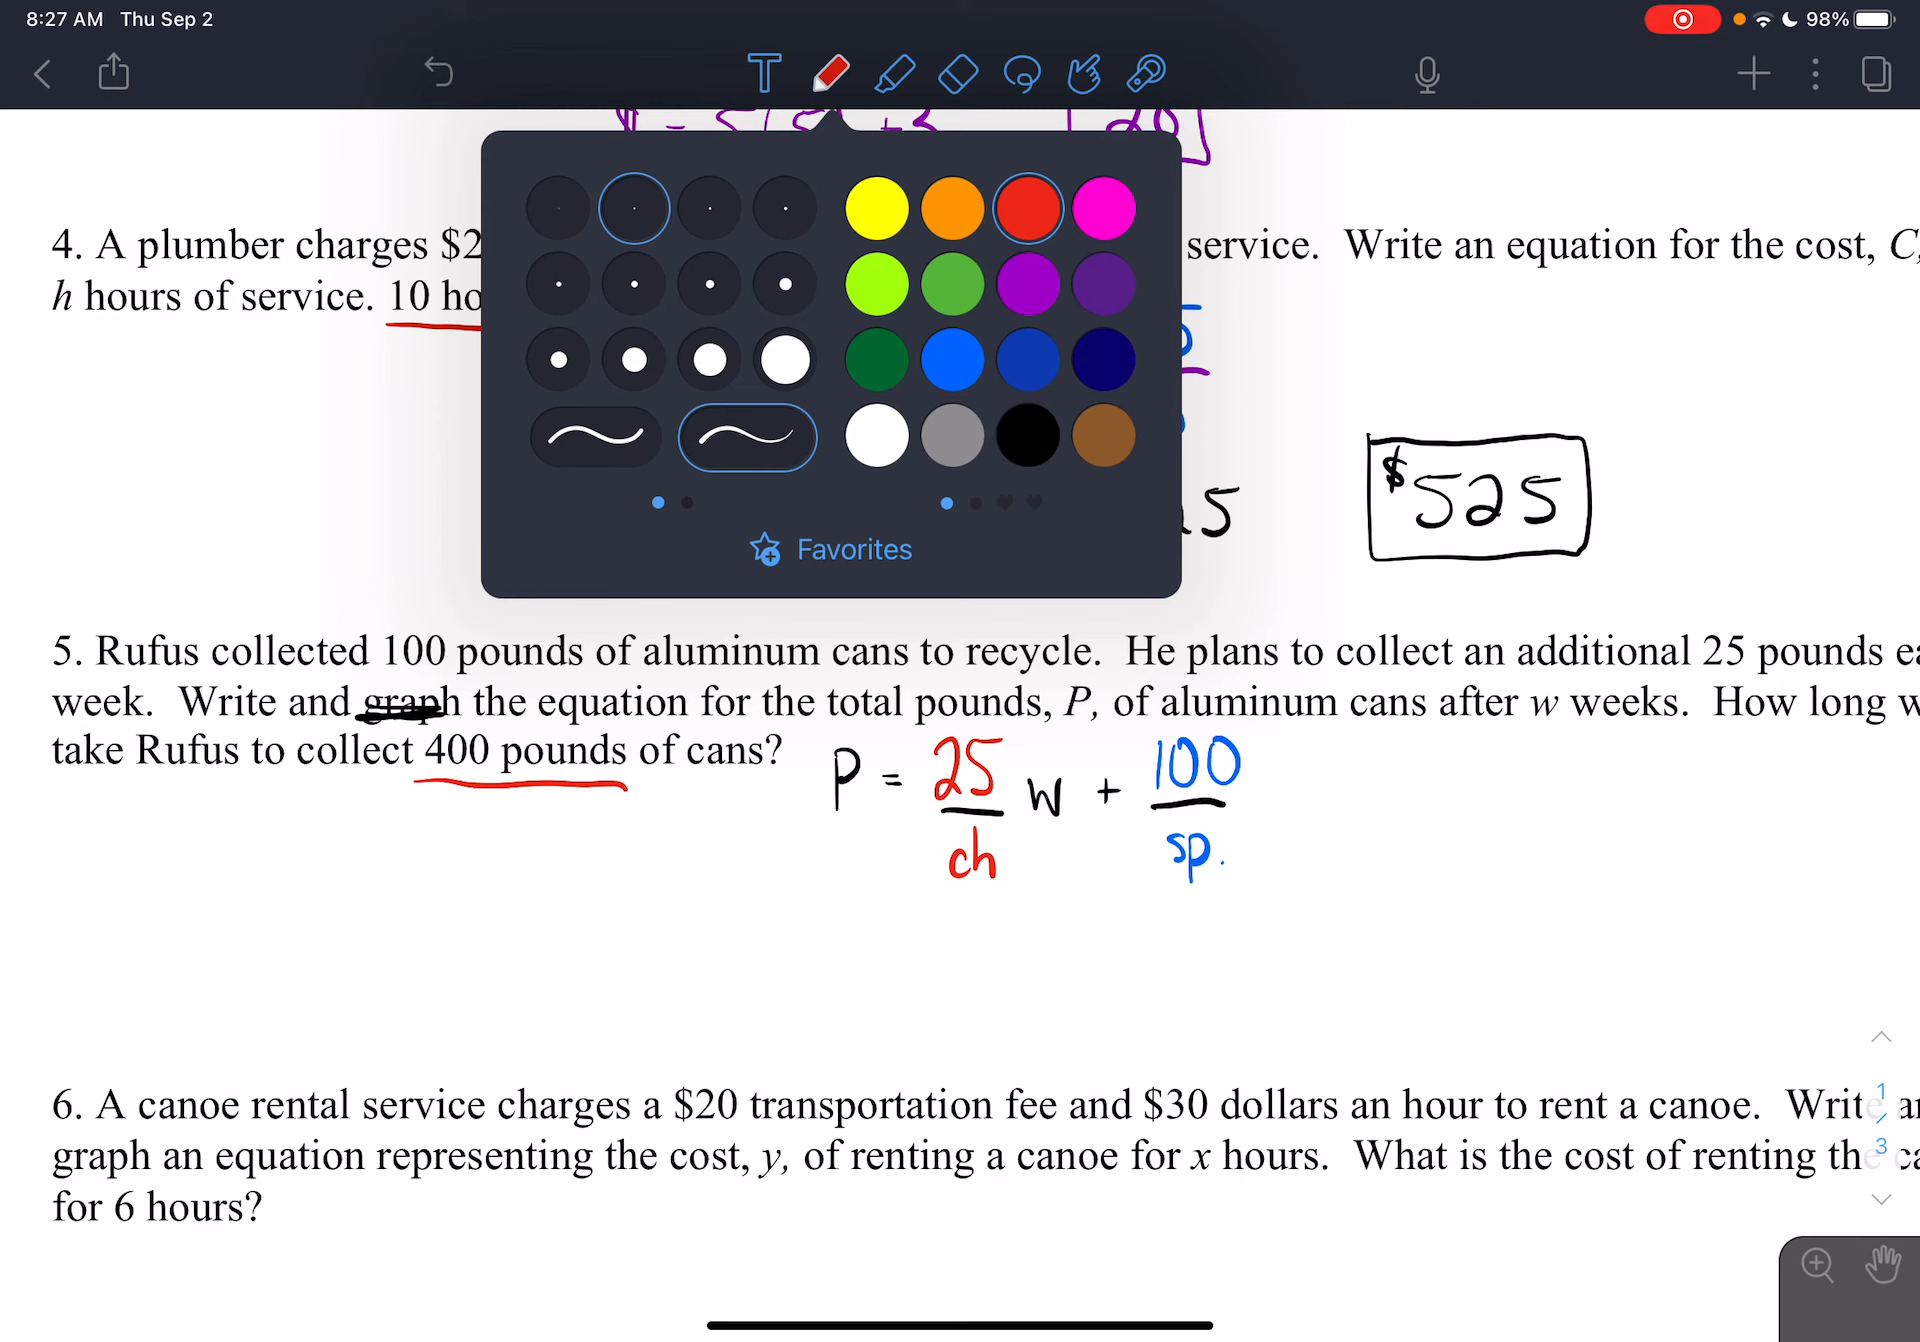 8:27 AM Thu Sep 2
98%
4. A plumber charges $2 service. Write an equation for the cost, C,
h hours of service. 10 ho
$525
Favorites
5. Rufus collected 100 pounds of aluminum cans to recycle. He plans to collect an additional 25 pounds ea
week. Write and graph the equation for the total pounds, P, of aluminum cans after w weeks. How long w
take Rufus to collect 400 pounds of cans?
P = 25 w + 100
ch sp.
6. A canoe rental service charges a $20 transportation fee and $30 dollars an hour to rent a canoe. Write an
graph an equation representing the cost, y, of renting a canoe for x hours. What is the cost of renting the ca
for 6 hours?
1/3